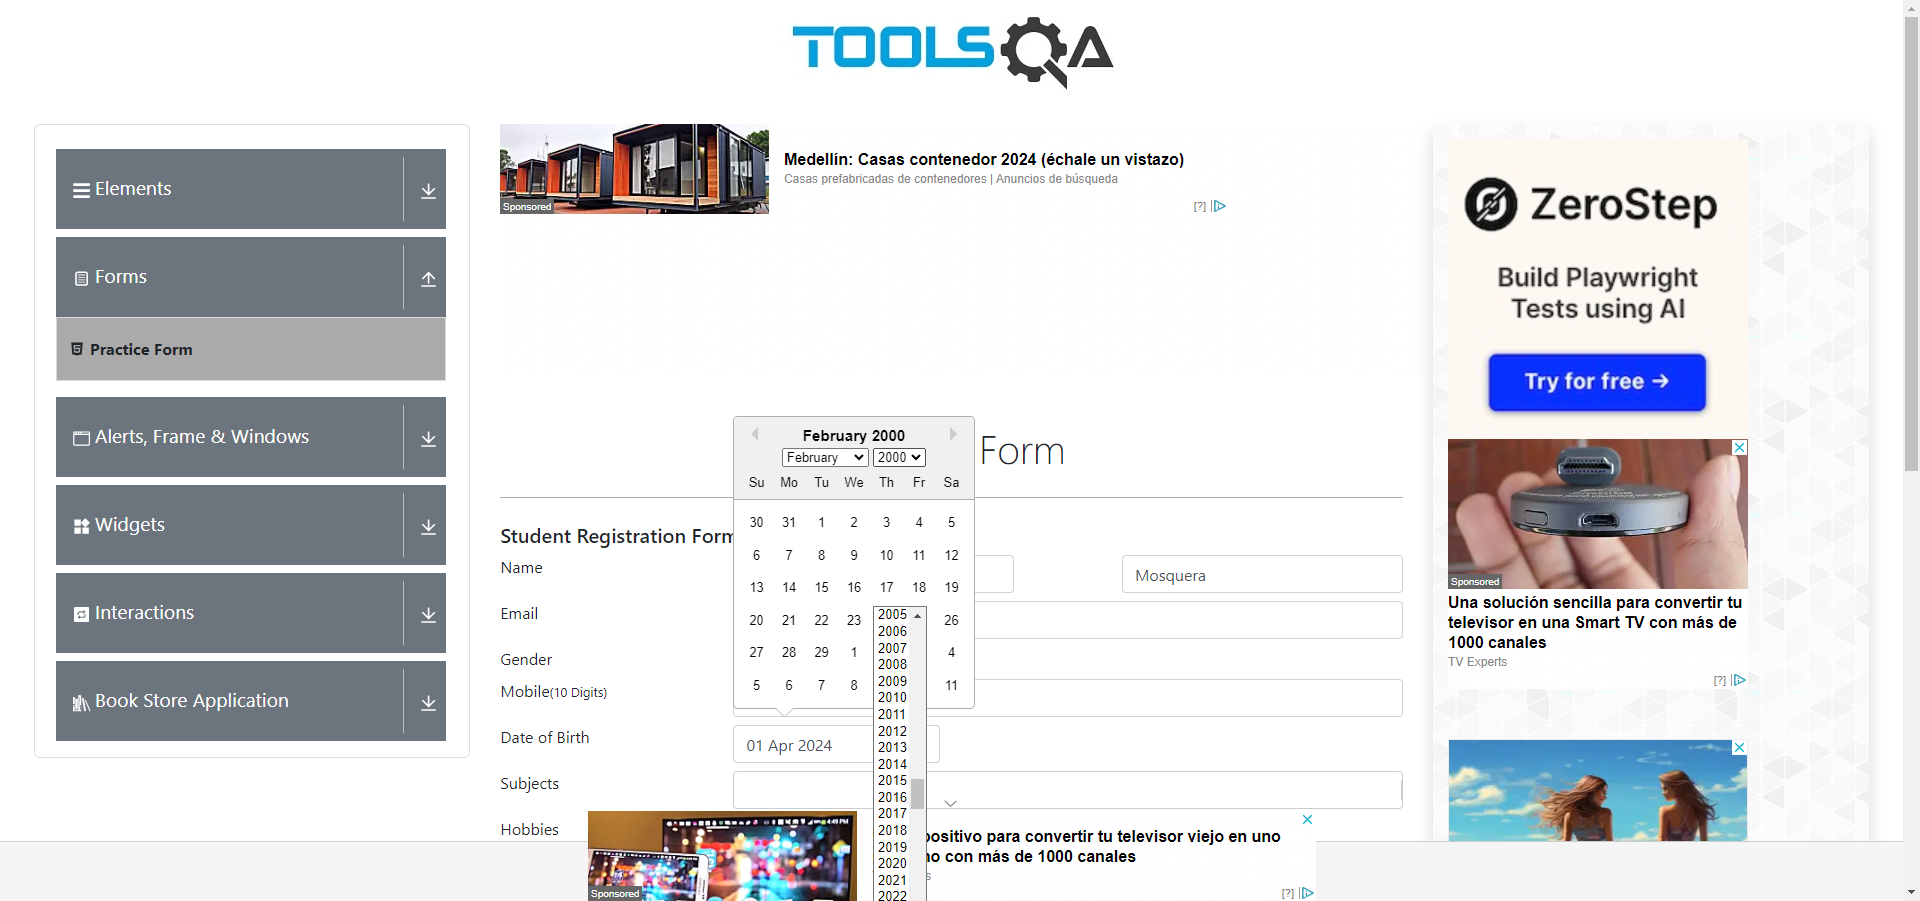 TOOLSQA
Elements
Forms
Practice Form
Alerts, Frame & Windows
Widgets
Interactions
Book Store Application
Sponsored
Medellín: Casas contenedor 2024 (échale un vistazo)
Casas prefabricadas de contenedores | Anuncios de búsqueda
[?]
Form
Student Registration Form
Name
Mosquera
Email
Gender
Mobile(10 Digits)
Date of Birth
01 Apr 2024
Subjects
Hobbies
February 2000
February 2000
Su Mo Tu We Th Fr Sa
30 31 1 2 3 4 5
6 7 8 9 10 11 12
13 14 15 16 17 18 19
20 21 22 23 26
27 28 29 1 4
5 6 7 8 11
2005
2006
2007
2008
2009
2010
2011
2012
2013
2014
2015
2016
2017
2018
2019
2020
2021
2022
4:49 PM
Sponsored
positivo para convertir tu televisor viejo en uno
no con más de 1000 canales
s
[?]
ZeroStep
Build Playwright
Tests using AI
Try for free →
Sponsored
Una solución sencilla para convertir tu
televisor en una Smart TV con más de
1000 canales
TV Experts
[?]